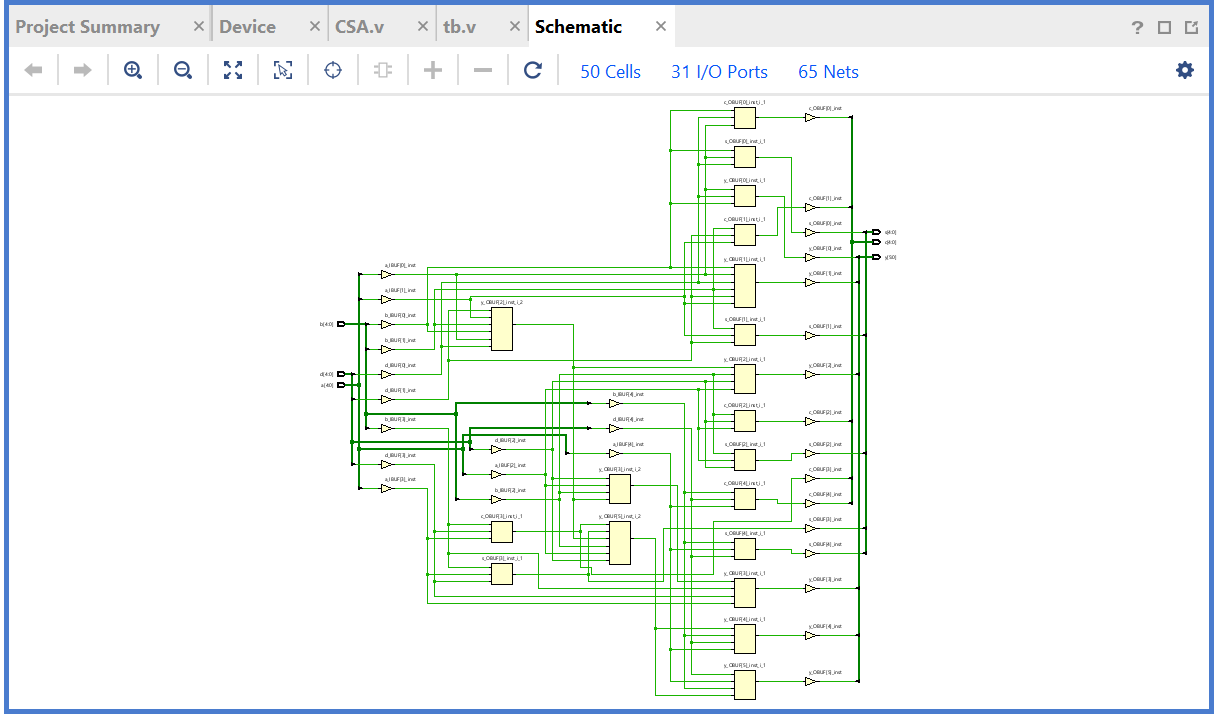 Project Summary
Device
CSA.v
tb.v
Schematic
50 Cells
31 I/O Ports
65 Nets
c_OBUF[0]_inst_i_1
c_OBUF[0]_inst
s_OBUF[0]_inst_i_1
y_OBUF[0]_inst_i_1
c_OBUF[1]_inst
c_OBUF[1]_inst_i_1
s_OBUF[0]_inst
y_OBUF[0]_inst
y_OBUF[1]_inst_i_1
y_OBUF[1]_inst
a_IBUF[0]_inst
a_IBUF[1]_inst
y_OBUF[2]_inst_i_2
b_IBUF[0]_inst
b[4:0]
s_OBUF[1]_inst_i_1
s_OBUF[1]_inst
b_IBUF[1]_inst
y_OBUF[2]_inst_i_1
y_OBUF[2]_inst
d_IBUF[0]_inst
d[4:0]
a[4:0]
d_IBUF[1]_inst
b_IBUF[4]_inst
c_OBUF[2]_inst_i_1
c_OBUF[2]_inst
b_IBUF[3]_inst
d_IBUF[4]_inst
d_IBUF[2]_inst
a_IBUF[4]_inst
s_OBUF[2]_inst_i_1
s_OBUF[2]_inst
d_IBUF[3]_inst
a_IBUF[2]_inst
y_OBUF[3]_inst_i_2
c_OBUF[3]_inst
a_IBUF[3]_inst
b_IBUF[2]_inst
c_OBUF[4]_inst_i_1
c_OBUF[4]_inst
c_OBUF[3]_inst_i_1
y_OBUF[5]_inst_i_2
s_OBUF[3]_inst
s_OBUF[4]_inst_i_1
s_OBUF[4]_inst
s_OBUF[3]_inst_i_1
y_OBUF[3]_inst_i_1
y_OBUF[3]_inst
y_OBUF[4]_inst_i_1
y_OBUF[4]_inst
y_OBUF[5]_inst_i_1
y_OBUF[5]_inst